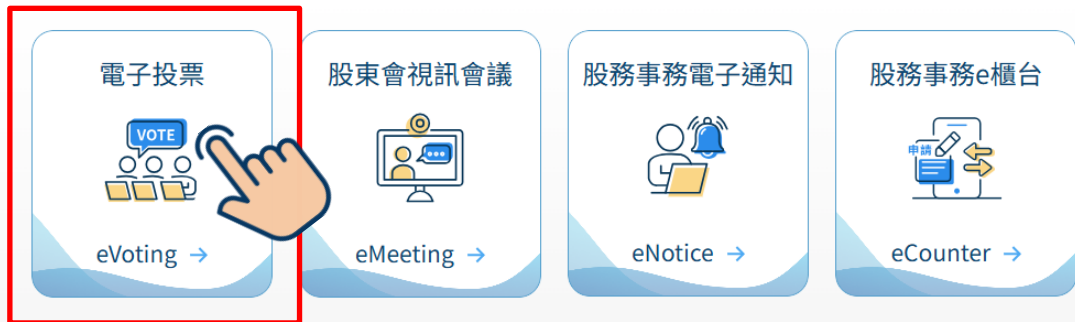 電子投票
VOTE
eVoting →
股東會視訊會議
eMeeting →
股務事務電子通知
eNotice →
股務事務e櫃台
申請
eCounter →